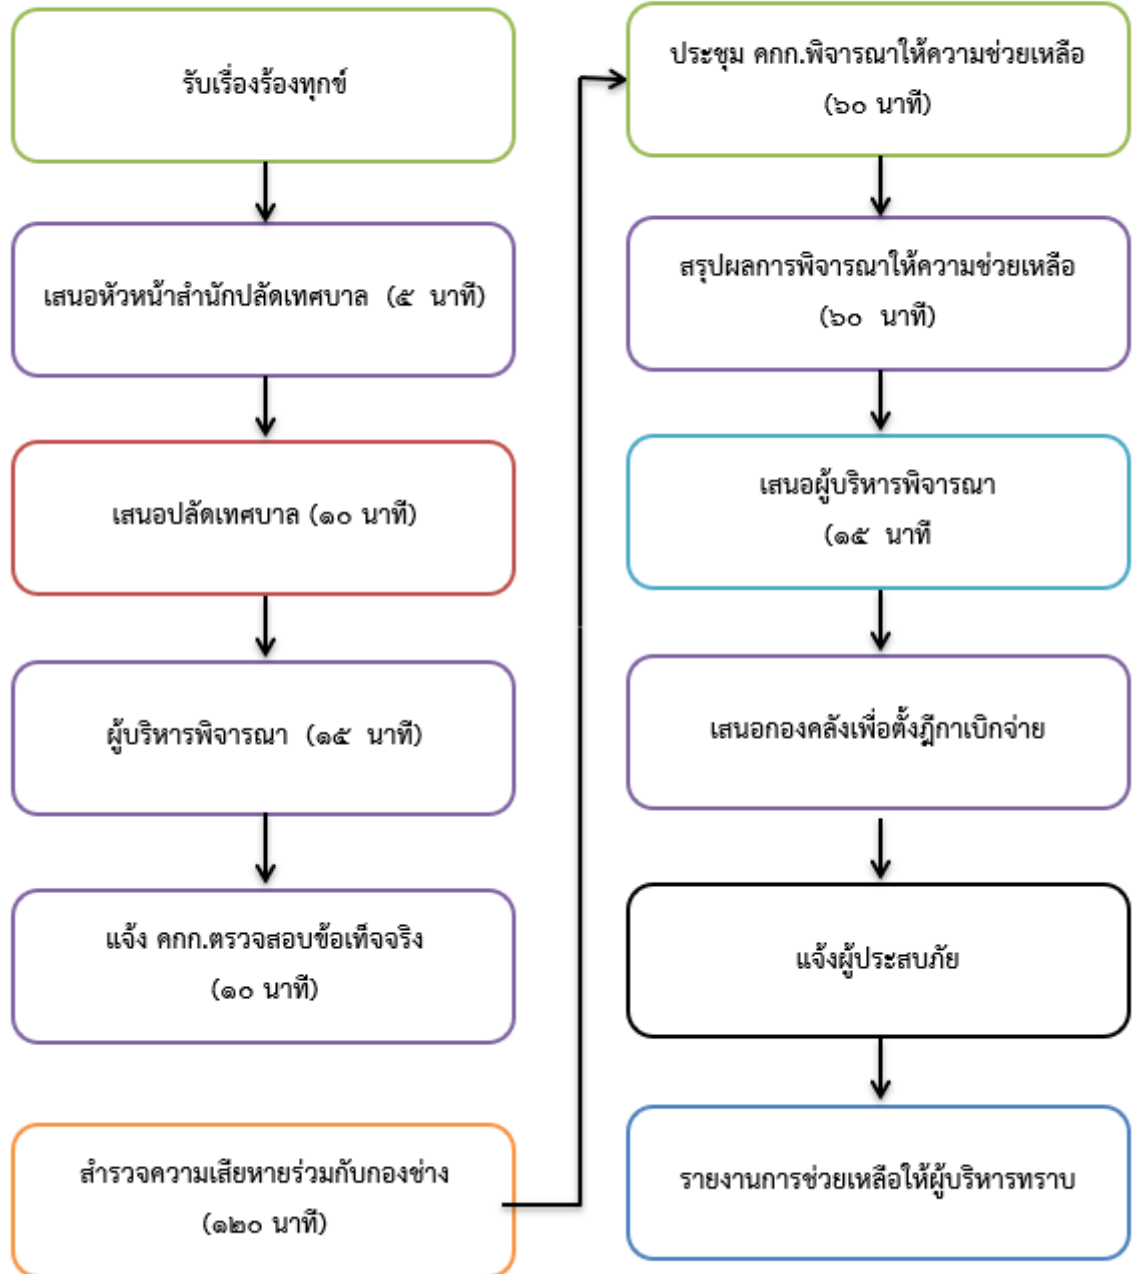 รับเรื่องร้องทุกข์
เสนอหัวหน้าสำนักปลัดเทศบาล (๕ นาที)
เสนอปลัดเทศบาล (๑๐ นาที)
ผู้บริหารพิจารณา (๑๕ นาที)
แจ้ง คกก.ตรวจสอบข้อเท็จจริง
(๑๐ นาที)
สำรวจความเสียหายร่วมกับกองช่าง
(๑๒๐ นาที)
ประชุม คกก.พิจารณาให้ความช่วยเหลือ
(๖๐ นาที)
สรุปผลการพิจารณาให้ความช่วยเหลือ
(๖๐ นาที)
เสนอผู้บริหารพิจารณา
(๑๕ นาที
เสนอกองคลังเพื่อตั้งฎีกาเบิกจ่าย
แจ้งผู้ประสบภัย
รายงานการช่วยเหลือให้ผู้บริหารทราบ